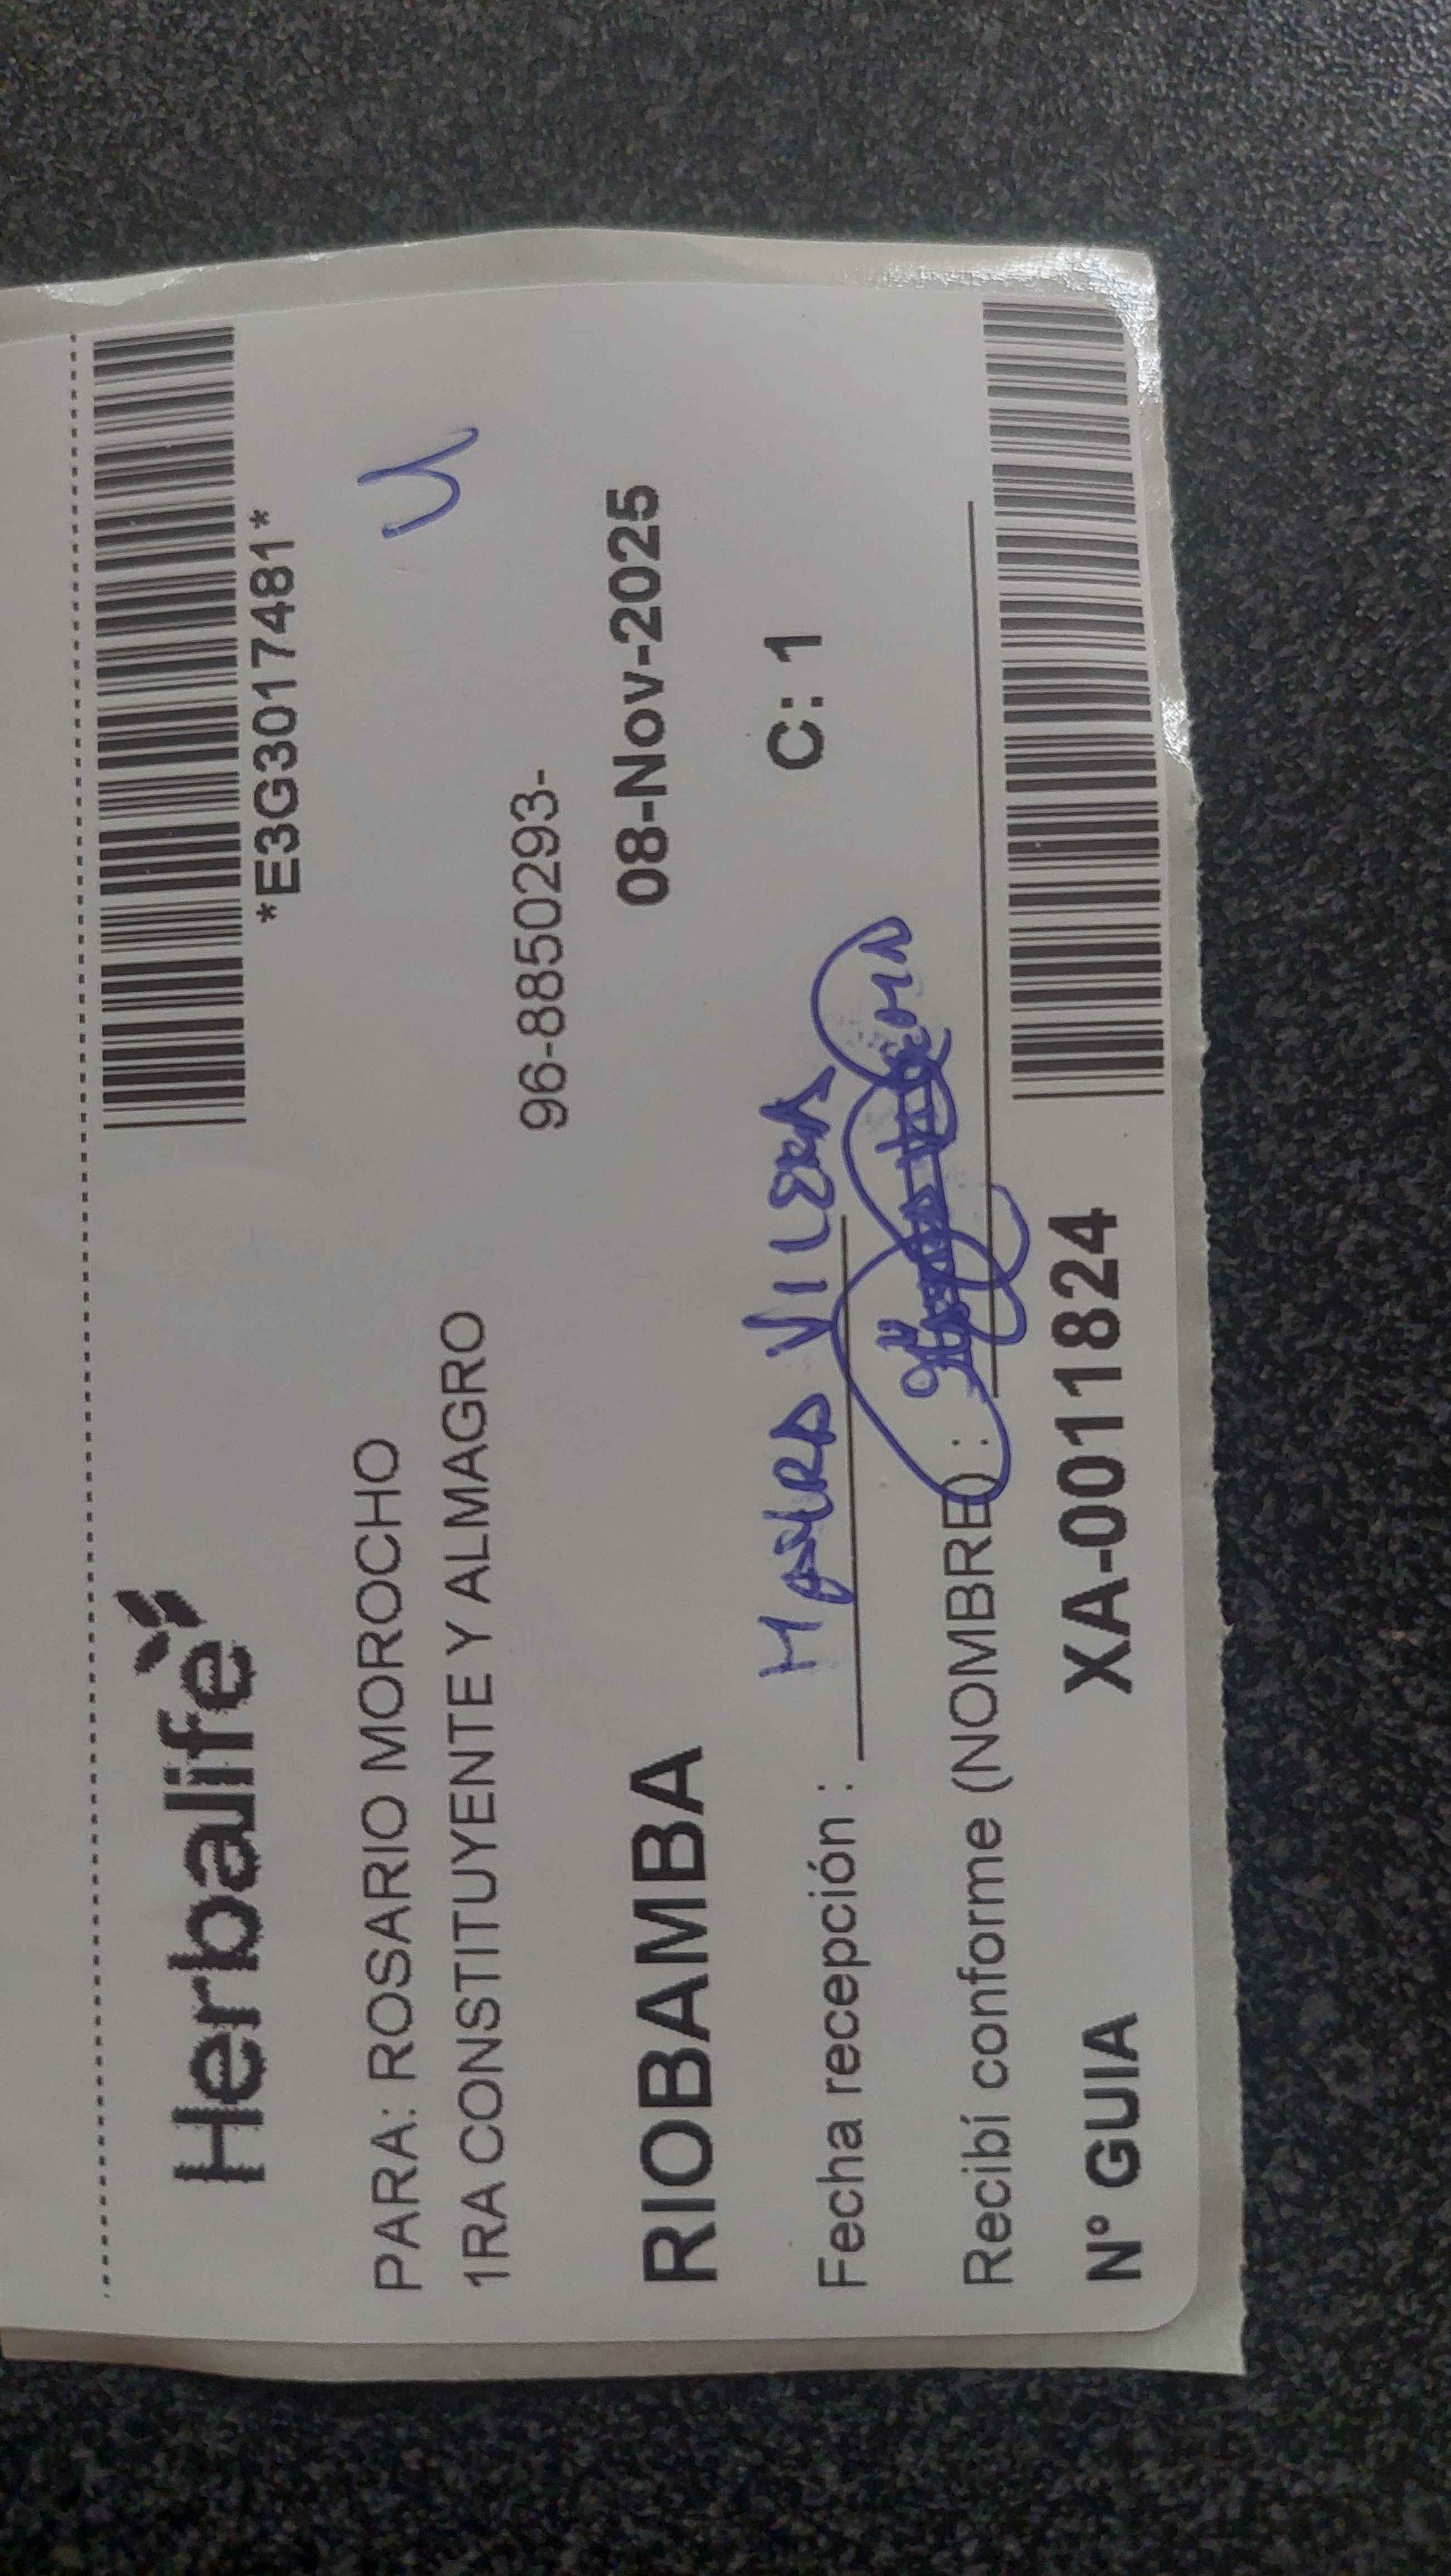 *E3G3017481*
Herbalife
PARA: ROSARIO MOROCHO
1RA CONSTITUYENTE Y ALMAGRO
96-8850293-
RIOBAMBA 08-Nov-2025
C: 1
Fecha recepción : VILEMA
Recibí conforme (NOMBRE) :
N° GUIA XA-0011824